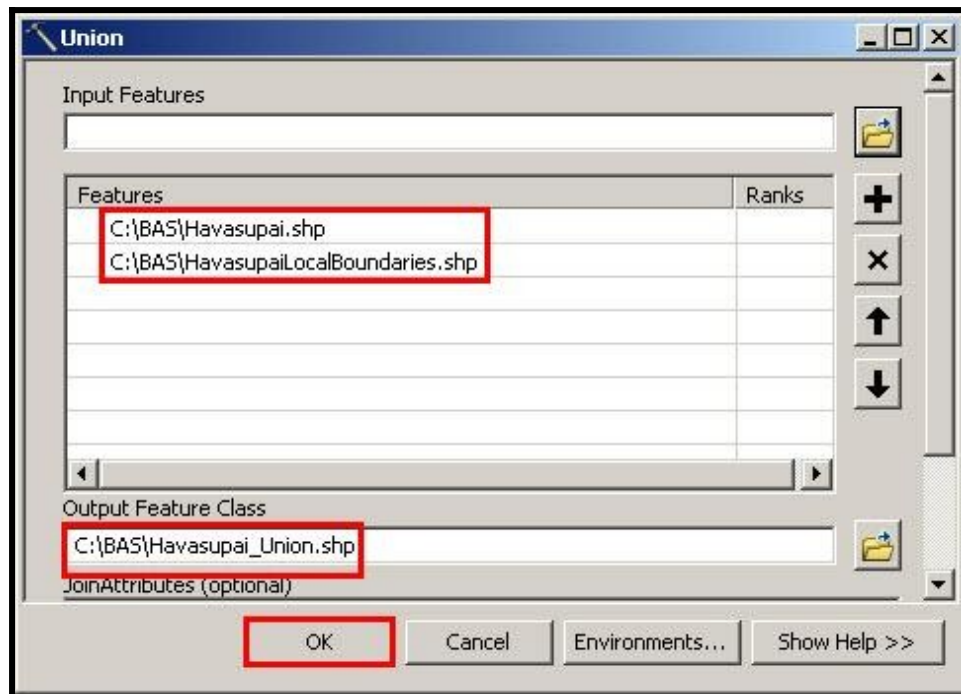 Union
Input Features
Features Ranks
C:\BAS\Havasupai.shp
C:\BAS\HavasupaiLocalBoundaries.shp
Output Feature Class
C:\BAS\Havasupai_Union.shp
JoinAttributes (optional)
OK Cancel Environments... Show Help >>